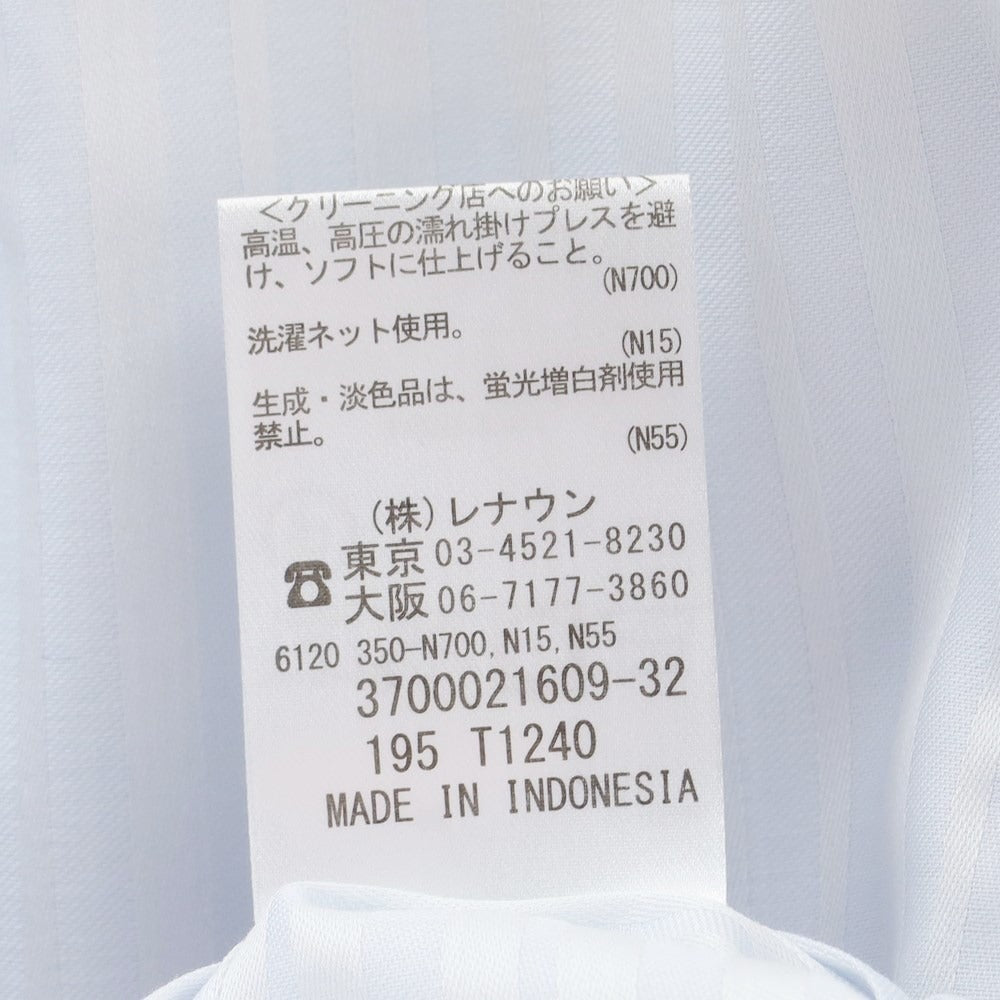 <クリーニング店へのお願い>
高温、高圧の濡れ掛けプレスを避
け、ソフトに仕上げること。
(N700)
洗濯ネット使用。
(N15)
生成・淡色品は、蛍光増白剤使用
禁止。
(N55)
(株)レナウン
東京 03-4521-8230
大阪 06-7177-3860
6120 350-N700, N15, N55
3700021609-32
195 T1240
MADE IN INDONESIA